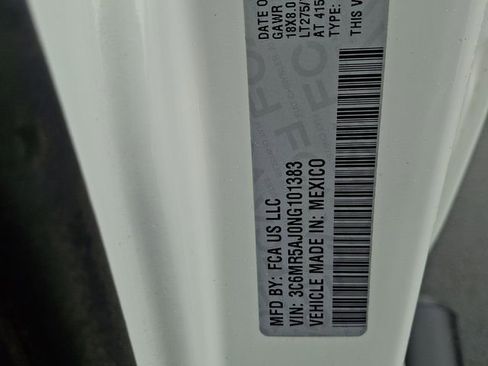 MFD BY: FCA US LLC
VIN: 3C6MR5AJ0NG101383
VEHICLE MADE IN: MEXICO
DATE O
GAWR
18X8.0
LT275/
AT 415
TYPE:
THIS V